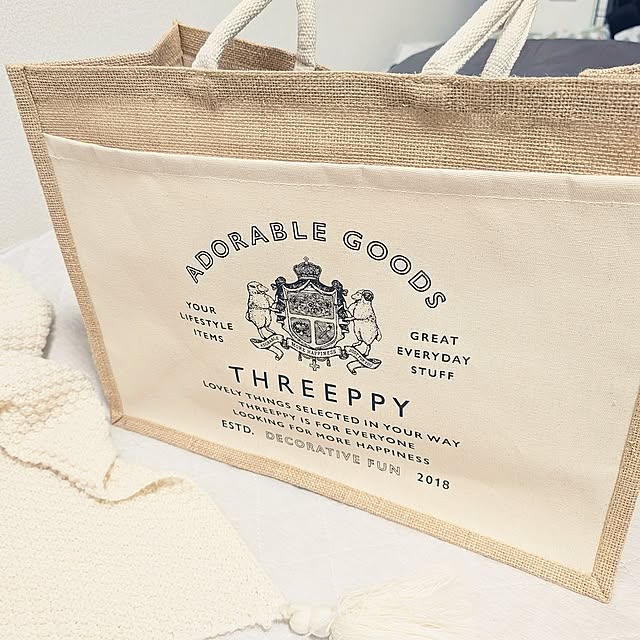 ADORABLE GOODS
YOUR
LIFESTYLE
ITEMS
GREAT
EVERYDAY
STUFF
THREEPPY
LOVELY THINGS SELECTED IN YOUR WAY
THREEPPY IS FOR EVERYONE
LOOKING FOR MORE HAPPINESS
ESTD. DECORATIVE FUN 2018